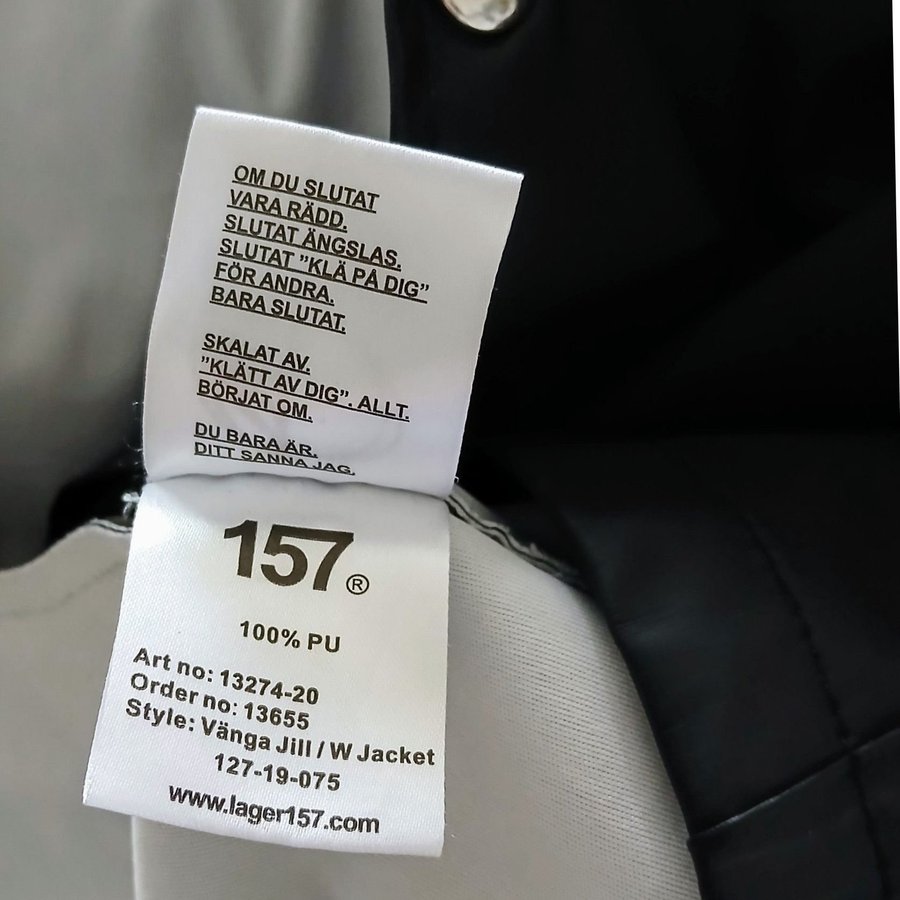 OM DU SLUTAT
VARA RÄDD.
SLUTAT ÄNGSLAS.
SLUTAT ”KLÄ PÅ DIG”
FÖR ANDRA.
BARA SLUTAT.
SKALAT AV.
”KLÄTT AV DIG”. ALLT.
BÖRJAT OM.
DU BARA ÄR.
DITT SANNA JAG.
157®
100% PU
Art no: 13274-20
Order no: 13655
Style: Vänga Jill / W Jacket
127-19-075
www.lager157.com